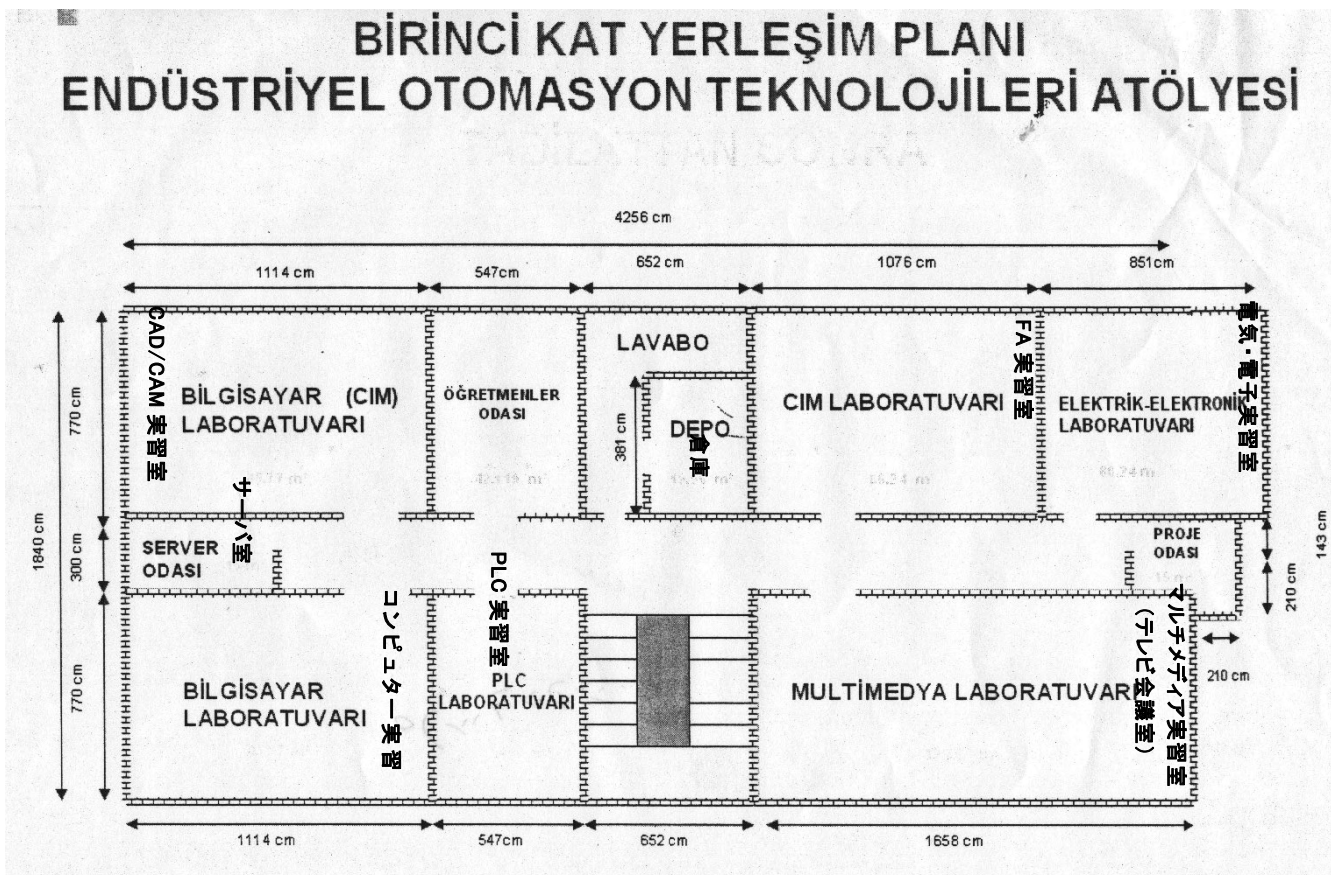 BİRİNCİ KAT YERLEŞİM PLANI
ENDÜSTRİYEL OTOMASYON TEKNOLOJİLERİ ATÖLYESİ
4256 cm
1114 cm
547cm
652 cm
1076 cm
851cm
1840 cm
770 cm
300 cm
770 cm
CAD/CAM 実習室
BİLGİSAYAR (CIM)
LABORATUVARI
ÖĞRETMENLER
ODASI
LAVABO
381 cm
DEPO
倉庫
CIM LABORATUVARI
FA 実習室
ELEKTRİK-ELEKTRONİK
LABORATUVARI
電気・電子実習室
サーバ室
SERVER
ODASI
PROJE
ODASI
143 cm
210 cm
210 cm
コンピュター実習
BİLGİSAYAR
LABORATUVARI
PLC 実習室
PLC
LABORATUVARI
MULTIMEDYA LABORATUVARI
マルチメディア実習室
(テレビ会議室)
1114 cm
547cm
652 cm
1658 cm